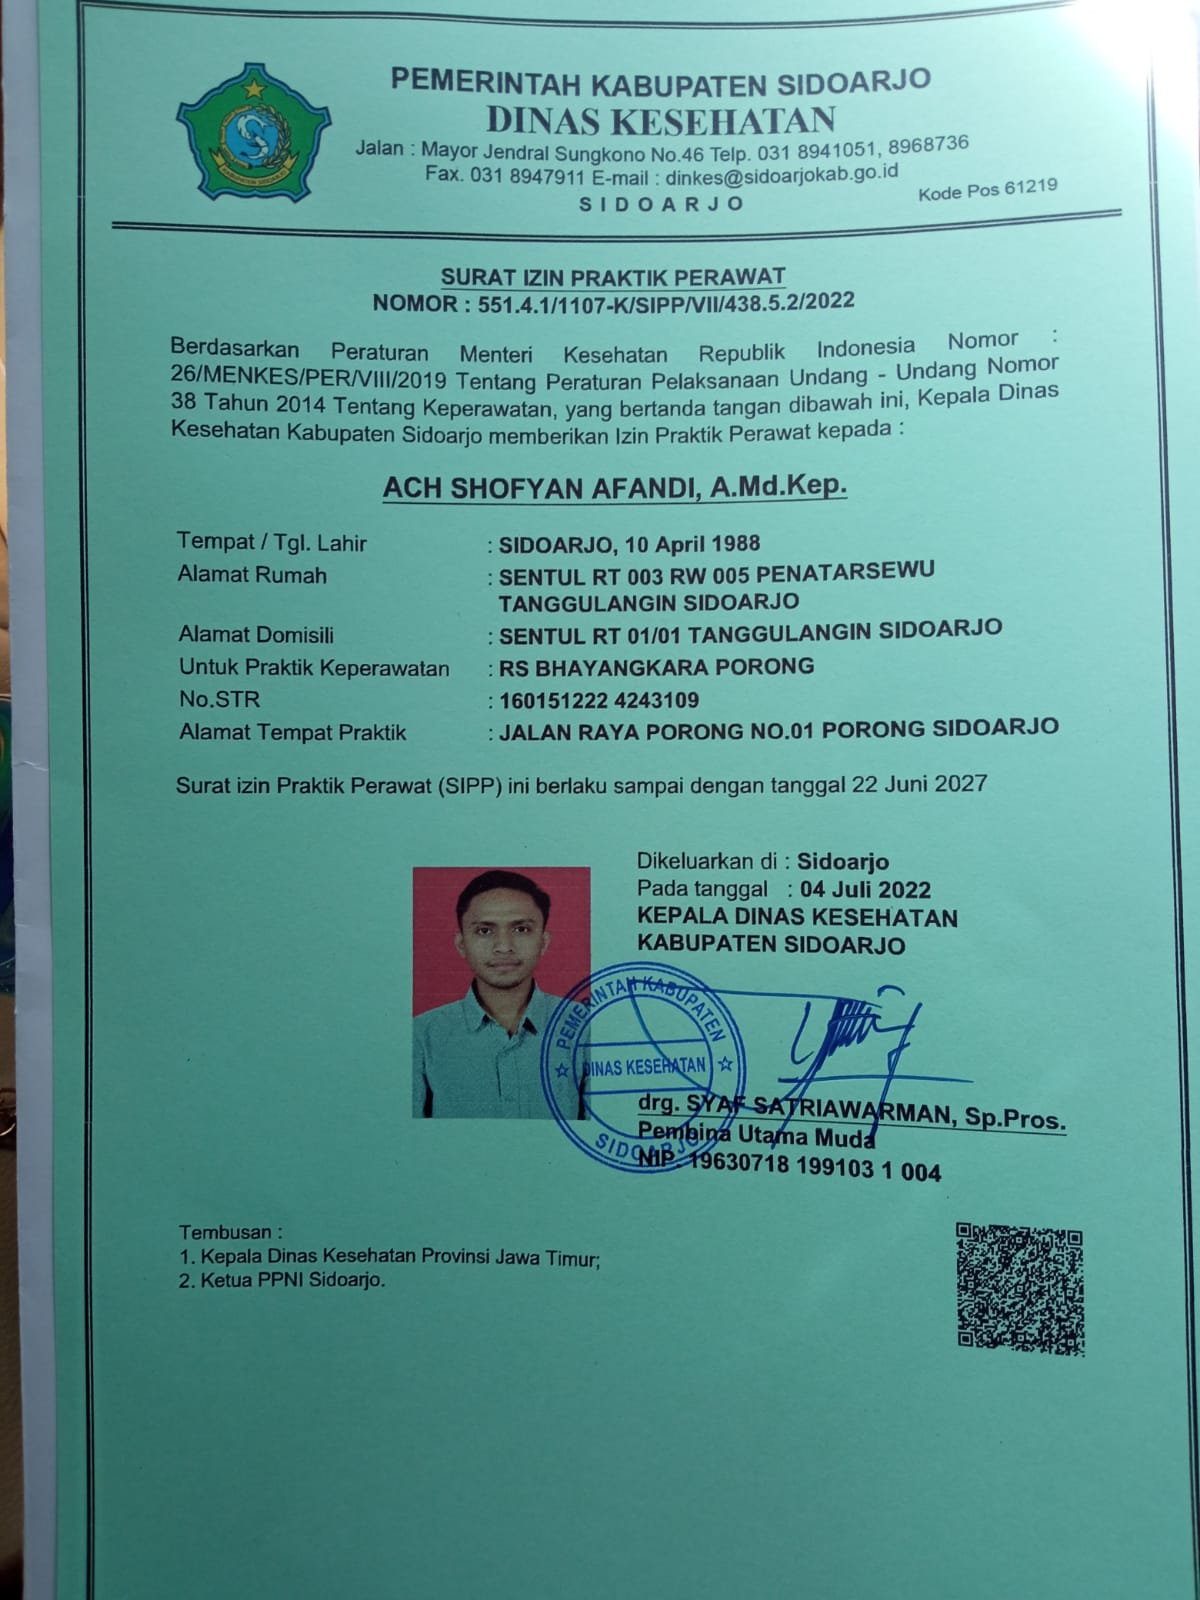 PEMERINTAH KABUPATEN SIDOARJO
DINAS KESEHATAN
Jalan : Mayor Jendral Sungkono No.46 Telp. 031 8941051, 8968736
Fax. 031 8947911 E-mail : dinkes@sidoarjokab.go.id
SIDOARJO
Kode Pos 61219
KABUPATEN SIDOARJO
SURAT IZIN PRAKTIK PERAWAT
NOMOR : 551.4.1/1107-K/SIPP/VII/438.5.2/2022
Berdasarkan Peraturan Menteri Kesehatan Republik Indonesia Nomor :
26/MENKES/PER/VIII/2019 Tentang Peraturan Pelaksanaan Undang - Undang Nomor
38 Tahun 2014 Tentang Keperawatan, yang bertanda tangan dibawah ini, Kepala Dinas
Kesehatan Kabupaten Sidoarjo memberikan Izin Praktik Perawat kepada :
ACH SHOFYAN AFANDI, A.Md.Kep.
Tempat / Tgl. Lahir : SIDOARJO, 10 April 1988
Alamat Rumah : SENTUL RT 003 RW 005 PENATARSEWU
TANGGULANGIN SIDOARJO
Alamat Domisili : SENTUL RT 01/01 TANGGULANGIN SIDOARJO
Untuk Praktik Keperawatan : RS BHAYANGKARA PORONG
No.STR : 160151222 4243109
Alamat Tempat Praktik : JALAN RAYA PORONG NO.01 PORONG SIDOARJO
Surat izin Praktik Perawat (SIPP) ini berlaku sampai dengan tanggal 22 Juni 2027
Dikeluarkan di : Sidoarjo
Pada tanggal : 04 Juli 2022
KEPALA DINAS KESEHATAN
KABUPATEN SIDOARJO
PEMERINTAH KABUPATEN
DINAS KESEHATAN
SIDOARJO
drg. SYAF SATRIAWARMAN, Sp.Pros.
Pembina Utama Muda
NIP. 19630718 199103 1 004
Tembusan :
1. Kepala Dinas Kesehatan Provinsi Jawa Timur;
2. Ketua PPNI Sidoarjo.